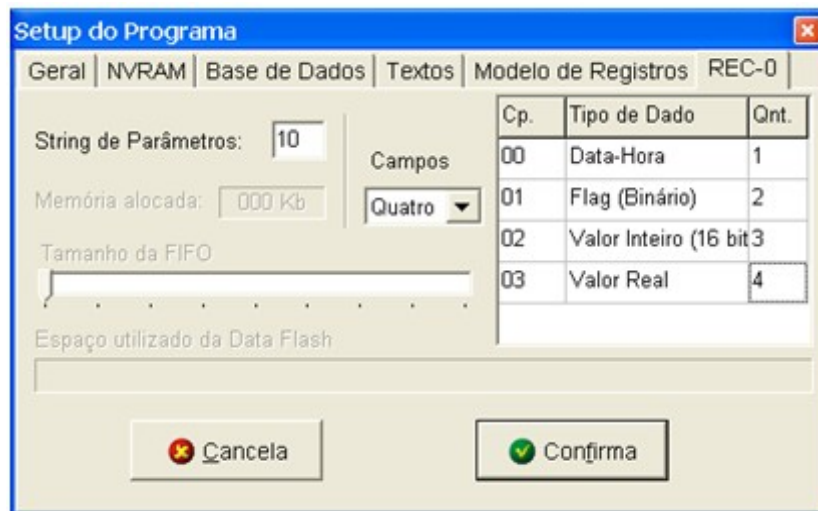 Setup do Programa
Geral NVRAM Base de Dados Textos Modelo de Registros REC-0
String de Parâmetros: 10
Memória alocada: 000 Kb
Tamanho da FIFO
Espaço utilizado da Data Flash
Campos
Quatro
Cp. Tipo de Dado Qnt.
00 Data-Hora 1
01 Flag (Binário) 2
02 Valor Inteiro (16 bit 3
03 Valor Real 4
Cancela Confirma